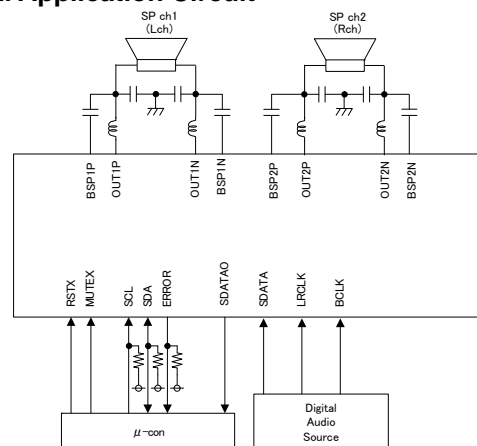 Application Circuit
SP ch1
(Lch)
SP ch2
(Rch)
BSP1P
OUT1P
OUT1N
BSP1N
BSP2P
OUT2P
OUT2N
BSP2N
RSTX
MUTEX
SCL
SDA
ERROR
SDATAO
SDATA
LRCLK
BCLK
μ-con
Digital
Audio
Source